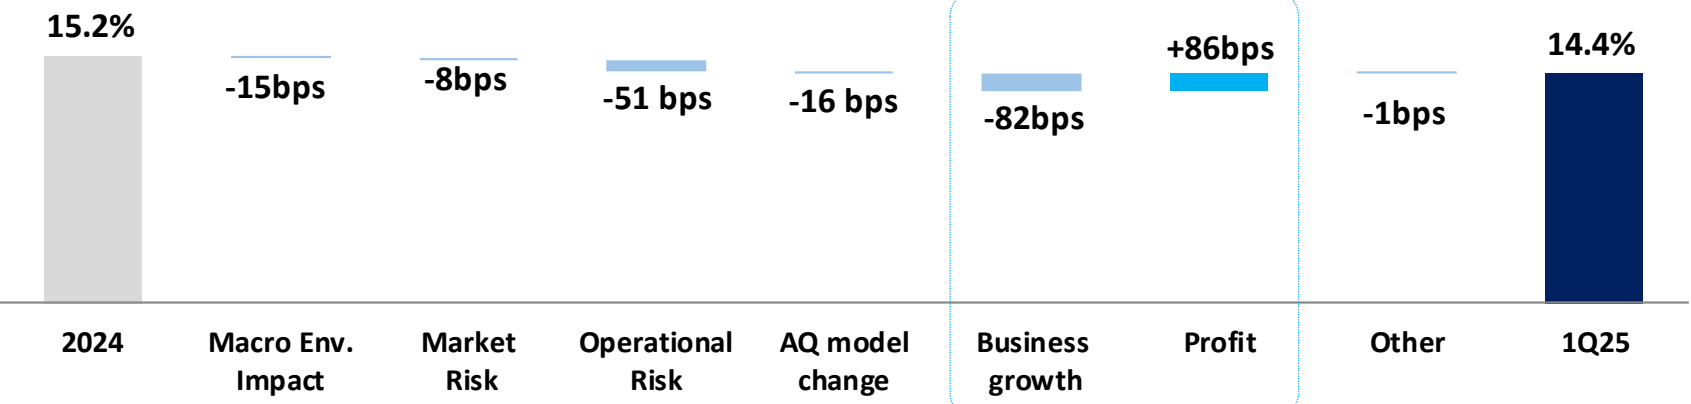 15.2%
-15bps
-8bps
-51 bps
-16 bps
-82bps
+86bps
-1bps
14.4%
2024
Macro Env.
Impact
Market
Risk
Operational
Risk
AQ model
change
Business
growth
Profit
Other
1Q25